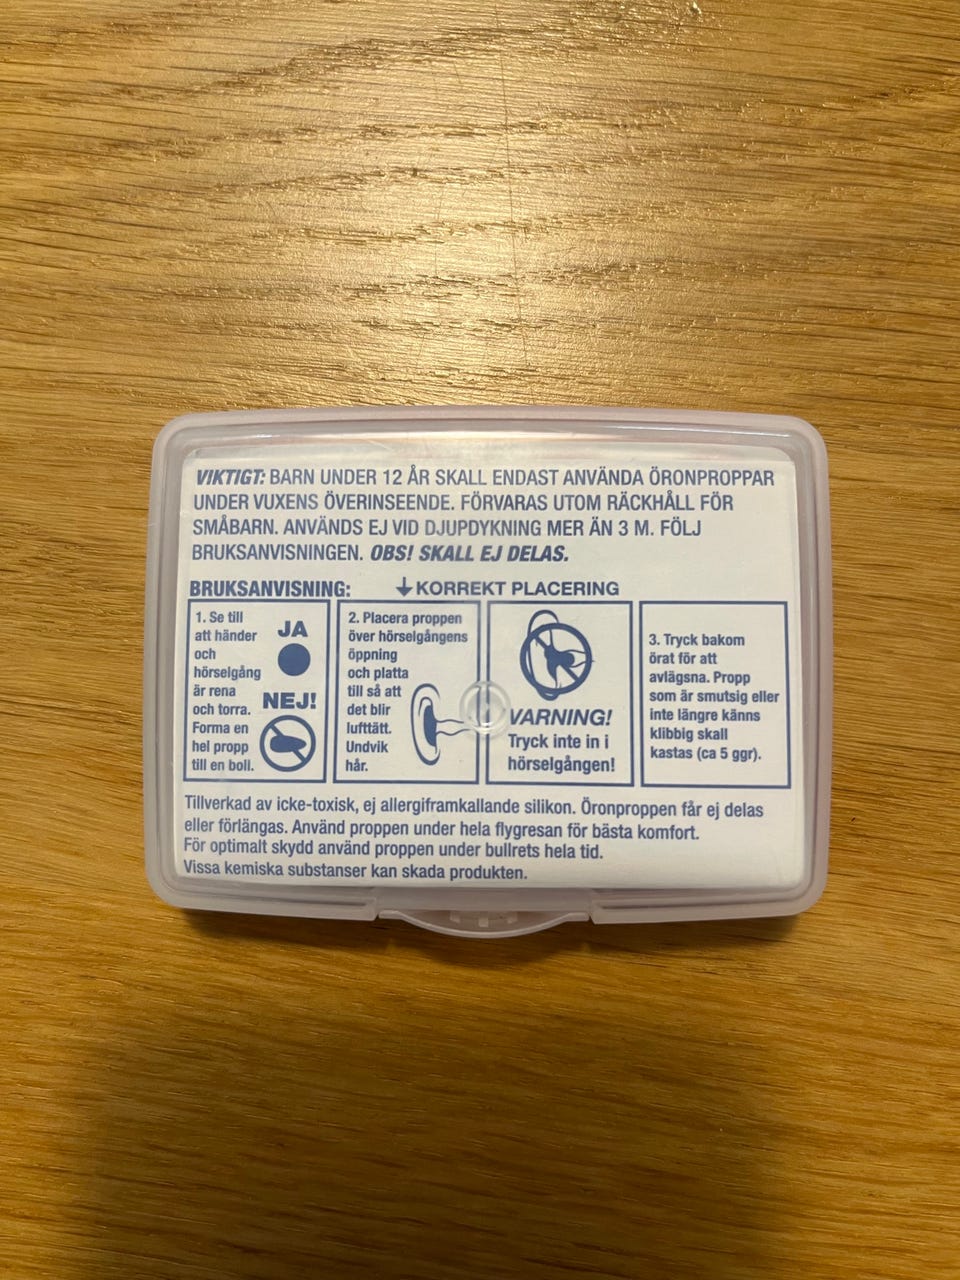 VIKTIGT: BARN UNDER 12 ÅR SKALL ENDAST ANVÄNDA ÖRONPROPPAR
UNDER VUXENS ÖVERINSEENDE. FÖRVARAS UTOM RÄCKHÅLL FÖR
SMÅBARN. ANVÄNDS EJ VID DJUPDYKNING MER ÄN 3 M. FÖLJ
BRUKSANVISNINGEN. OBS! SKALL EJ DELAS.
BRUKSANVISNING:
KORREKT PLACERING
1. Se till
att händer
och
hörselgång
är rena
och torra.
Forma en
hel propp
till en boll.
JA
NEJ!
2. Placera proppen
över hörselgångens
öppning
och platta
till så att
det blir
lufttätt.
Undvik
hår.
VARNING!
Tryck inte in i
hörselgången!
3. Tryck bakom
örat för att
avlägsna. Propp
som är smutsig eller
inte längre känns
klibbig skall
kastas (ca 5 ggr).
Tillverkad av icke-toxisk, ej allergiframkallande silikon. Öronproppen får ej delas
eller förlängas. Använd proppen under hela flygresan för bästa komfort.
För optimalt skydd använd proppen under bullrets hela tid.
Vissa kemiska substanser kan skada produkten.